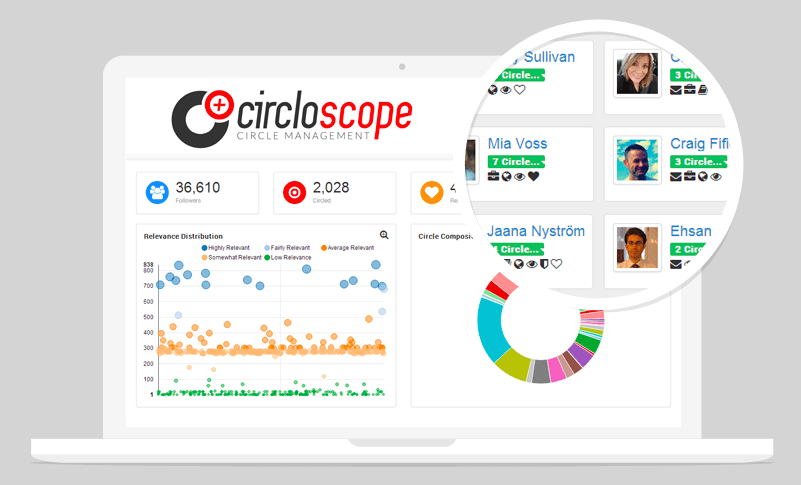 circloscope
CIRCLE MANAGEMENT
36,610
Followers
2,028
Circled
4
Relevance Distribution
Highly Relevant
Fairly Relevant
Average Relevant
Somewhat Relevant
Low Relevance
838
800
700
600
500
400
300
200
100
1
Circle Composi
y Sullivan
Circle...
3 Circle...
Mia Voss
7 Circle...
Craig Fifi
3 Circle...
Jaana Nyström
Circle...
Ehsan
2 Circ